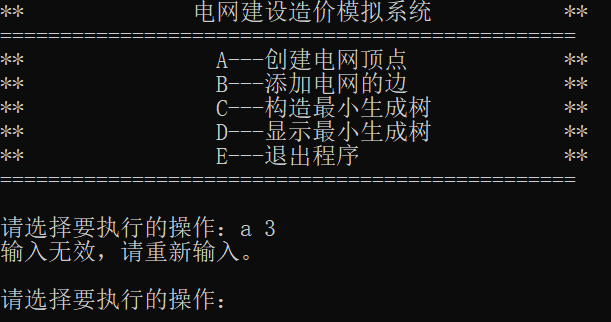 ** 电网建设造价模拟系统 **
================================================
** A---创建电网顶点 **
** B---添加电网的边 **
** C---构造最小生成树 **
** D---显示最小生成树 **
** E---退出程序 **
================================================
请选择要执行的操作：a 3
输入无效，请重新输入。
请选择要执行的操作：